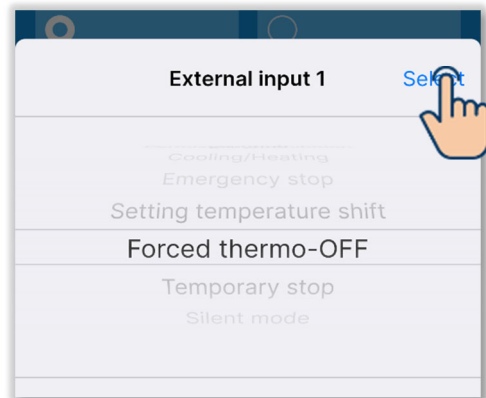 External input 1
Select
Cooling/Heating
Emergency stop
Setting temperature shift
Forced thermo-OFF
Temporary stop
Silent mode